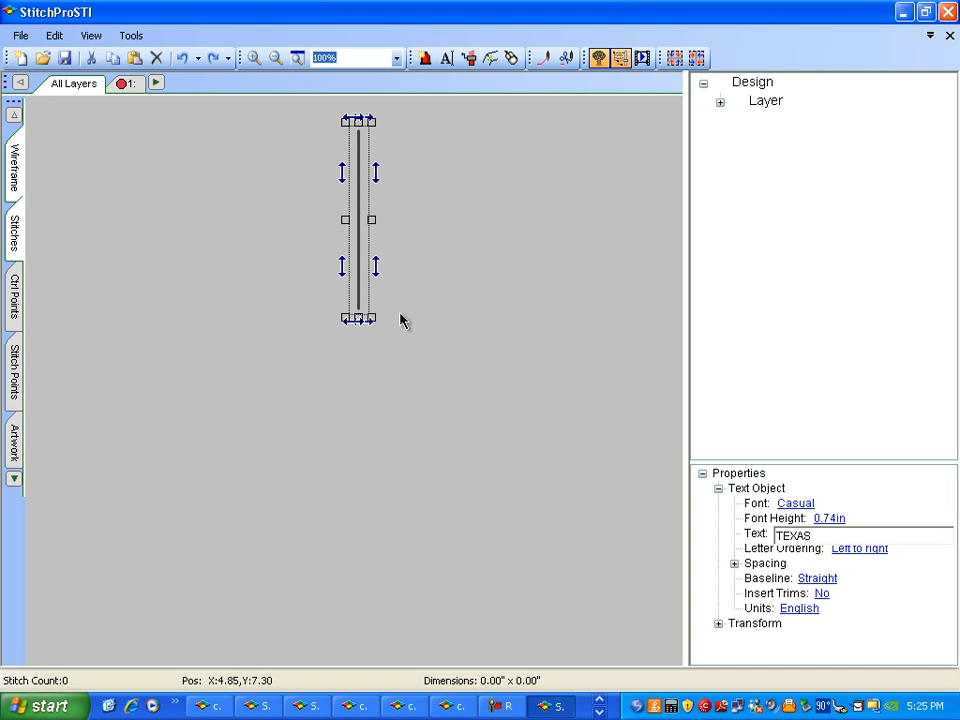 StitchProSTI
File Edit View Tools
100%
All Layers 1:
Wireframe
Stitches
Ctrl Points
Stitch Points
Artwork
Design
Layer
Properties
Text Object
Font: Casual
Font Height: 0.74in
Text: TEXAS
Letter Ordering: Left to right
Spacing
Baseline: Straight
Insert Trims: No
Units: English
Transform
Stitch Count:0 Pos: X:4.85,Y:7.30 Dimensions: 0.00" x 0.00"
start c. S. S. c. c. c. R S. 90° 5:25 PM